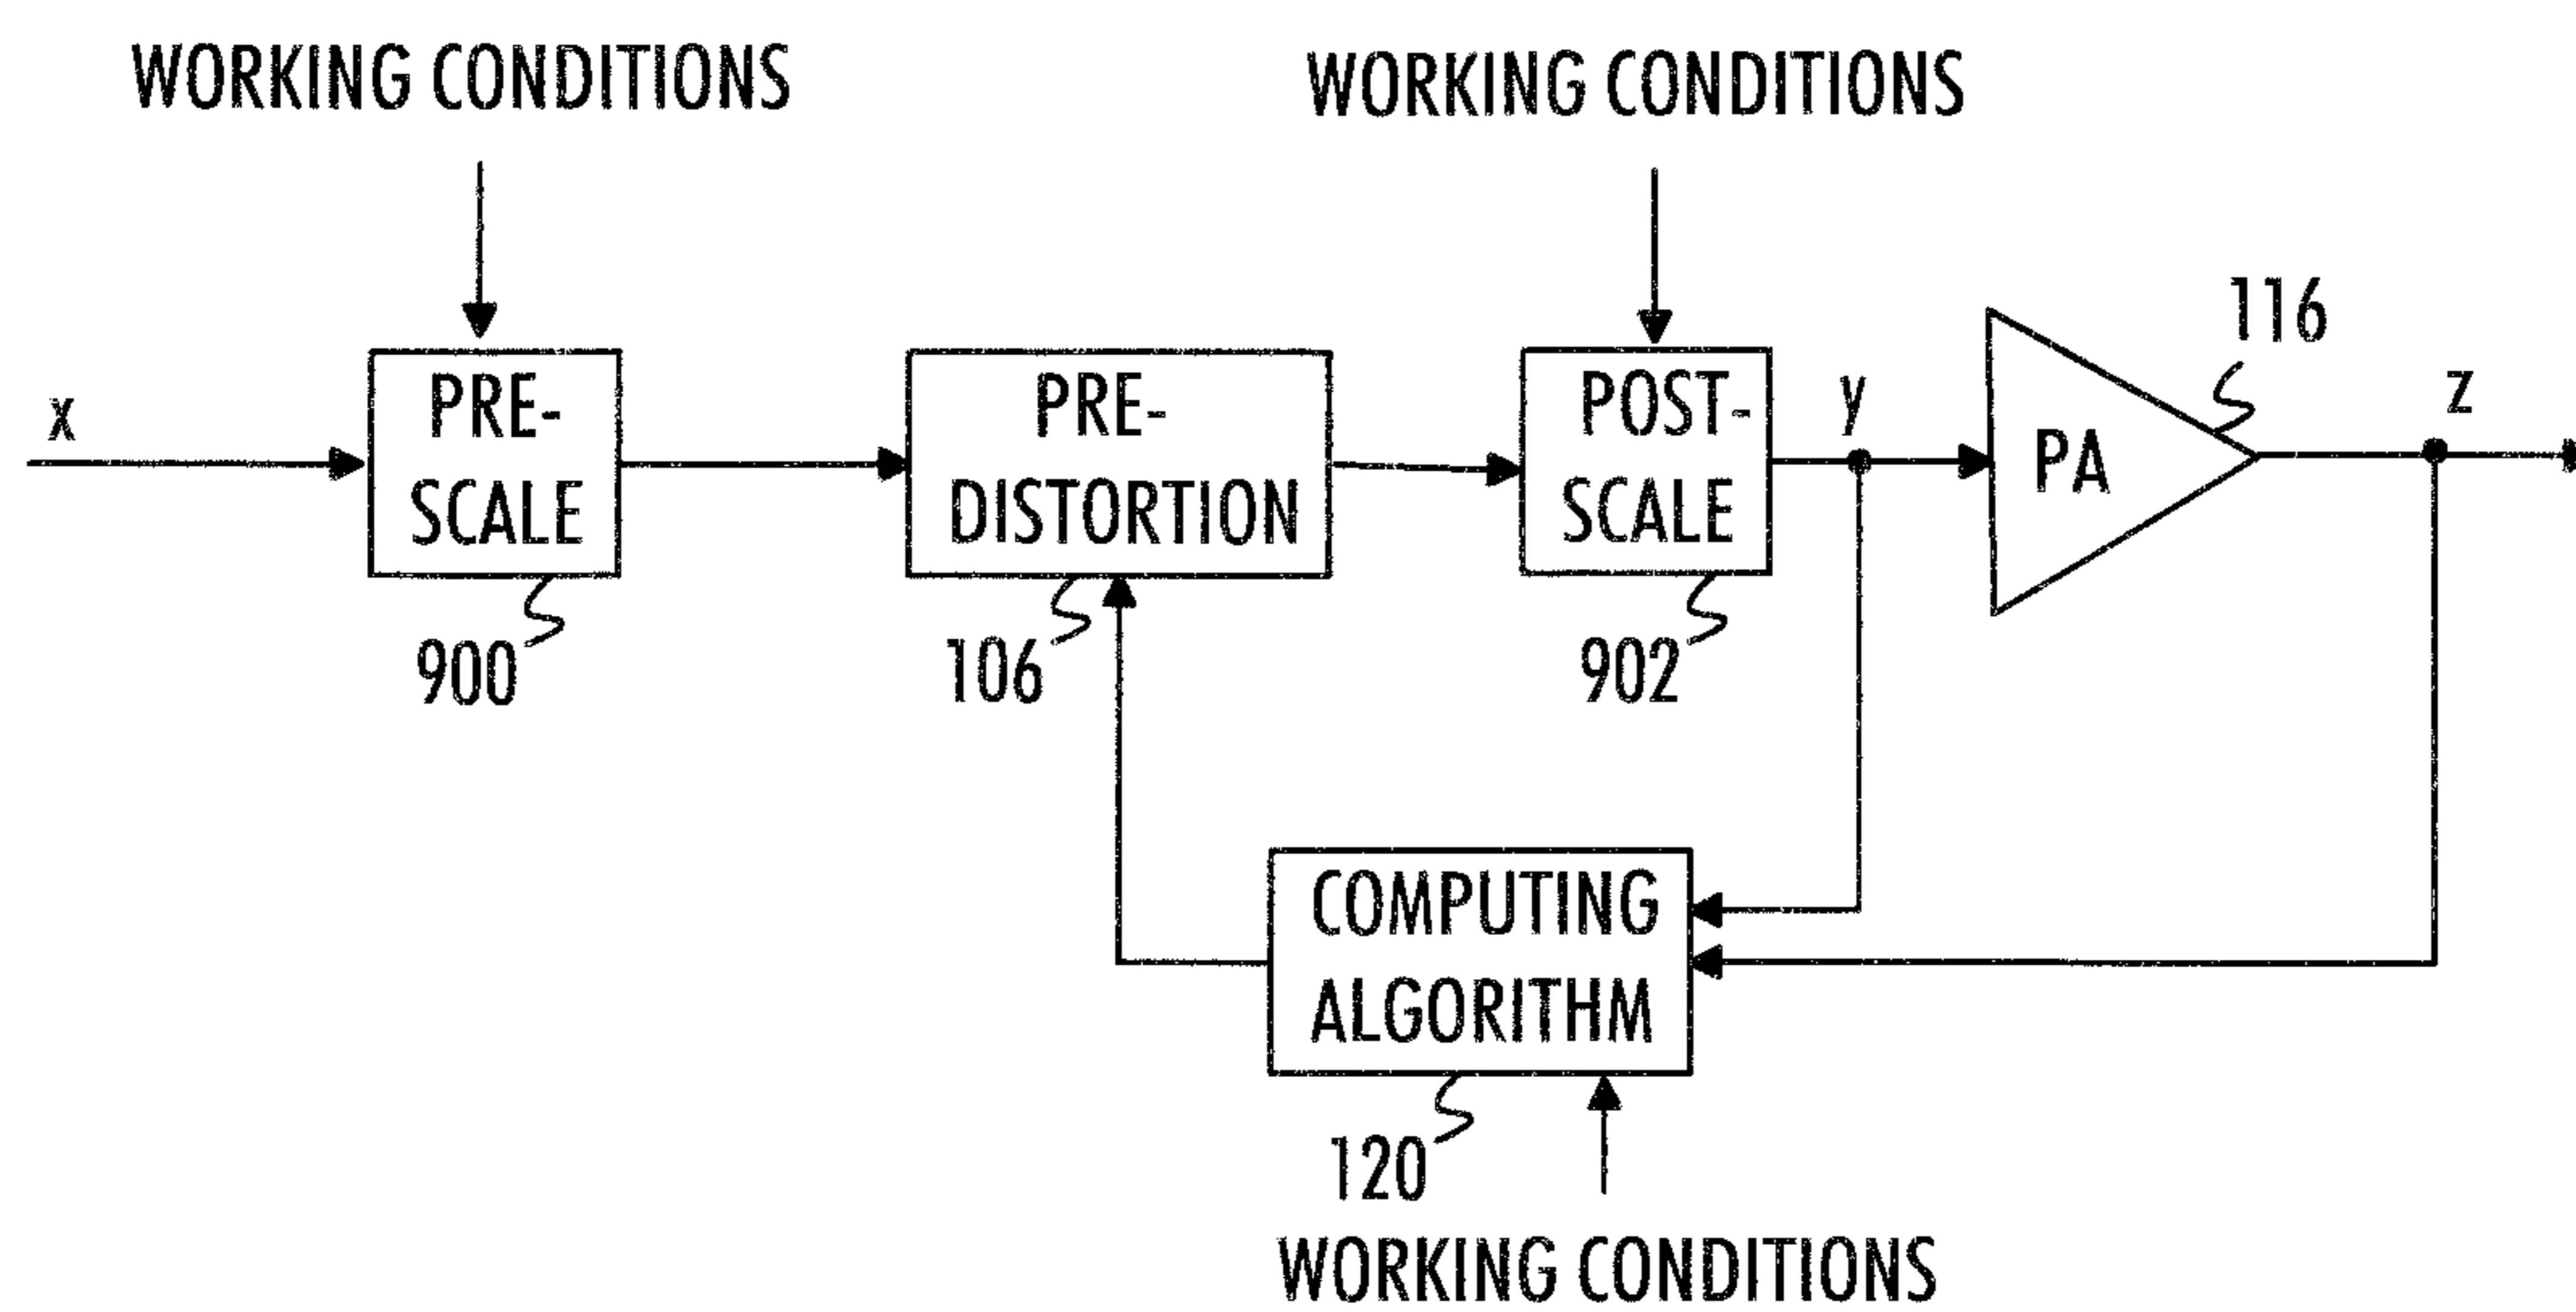 WORKING CONDITIONS
WORKING CONDITIONS
116
x
PRE-
SCALE
PRE-
DISTORTION
POST-
SCALE
y
PA
z
900
106
902
COMPUTING
ALGORITHM
120
WORKING CONDITIONS